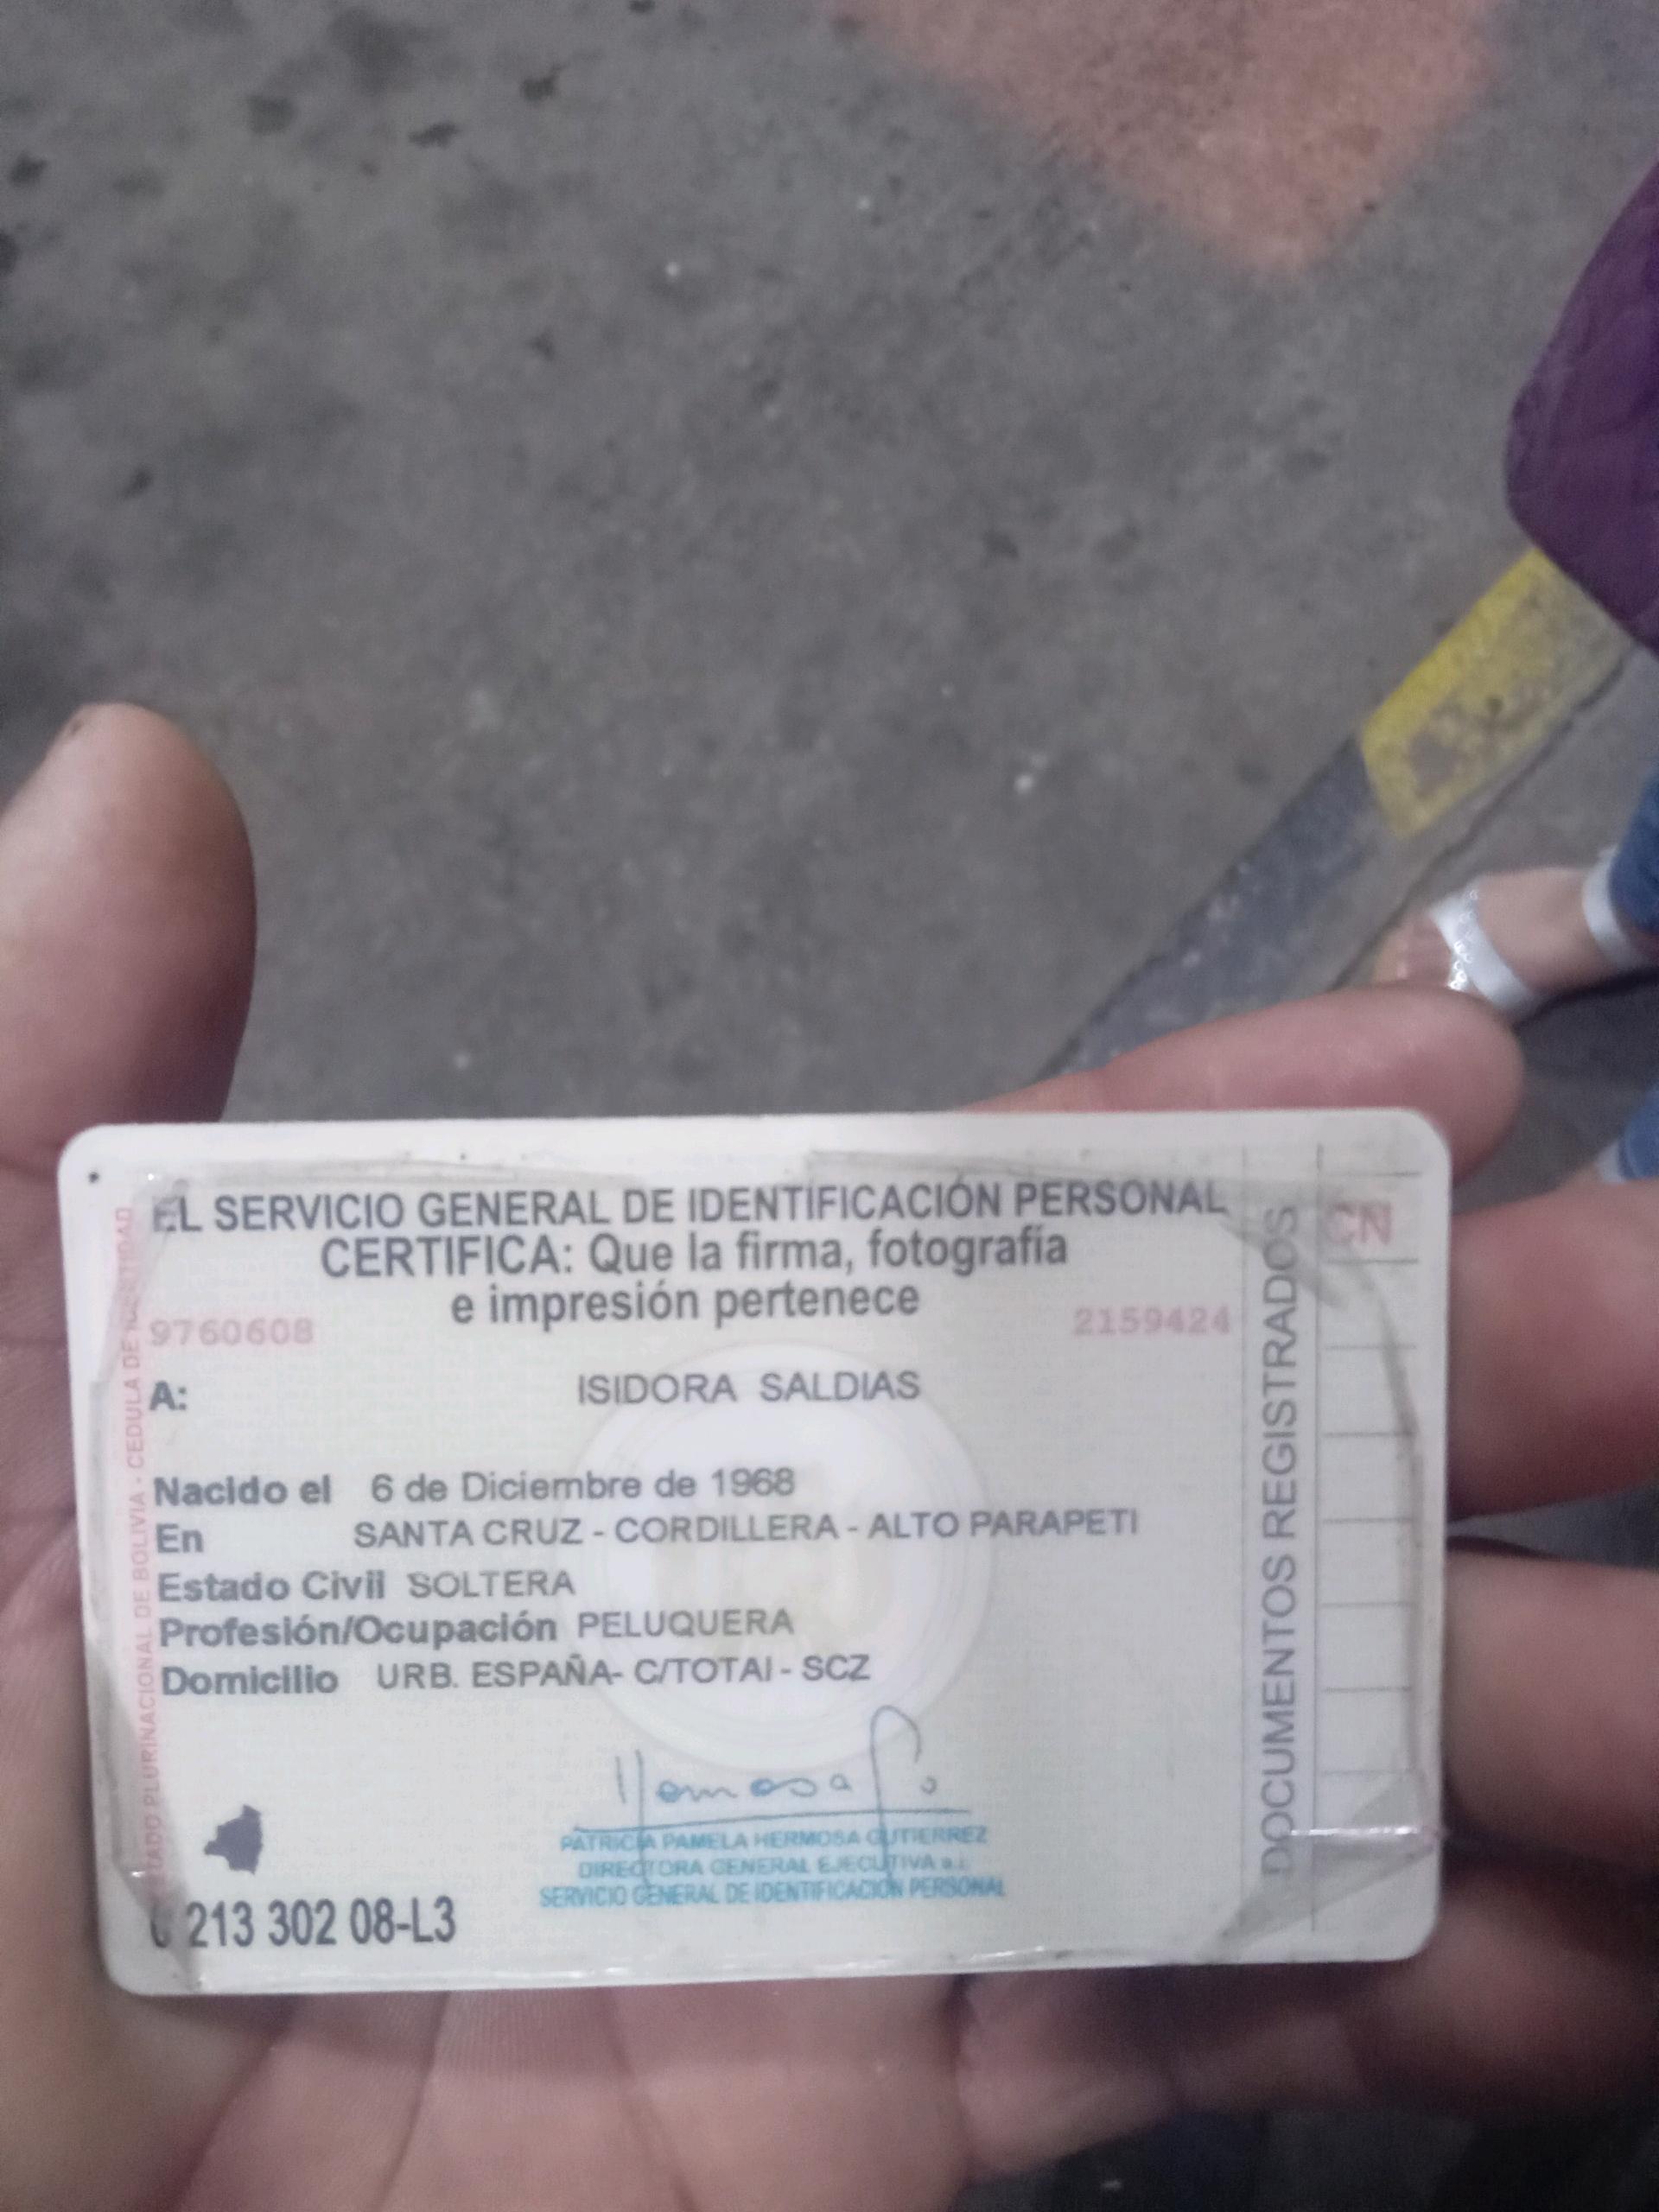 EL SERVICIO GENERAL DE IDENTIFICACIÓN PERSONAL
CERTIFICA: Que la firma, fotografía
e impresión pertenece
9760608
2159424
A: ISIDORA SALDIAS
Nacido el 6 de Diciembre de 1968
En SANTA CRUZ - CORDILLERA - ALTO PARAPETI
Estado Civil SOLTERA
Profesión/Ocupación PELUQUERA
Domicilio URB. ESPAÑA- C/TOTAI - SCZ
Hermosa
PATRICIA PAMELA HERMOSA GUTIERREZ
DIRECTORA GENERAL EJECUTIVA a.i.
SERVICIO GENERAL DE IDENTIFICACIÓN PERSONAL
213 302 08-L3
ESTADO PLURINACIONAL DE BOLIVIA - CEDULA DE IDENTIDAD
DOCUMENTOS REGISTRADOS
CN